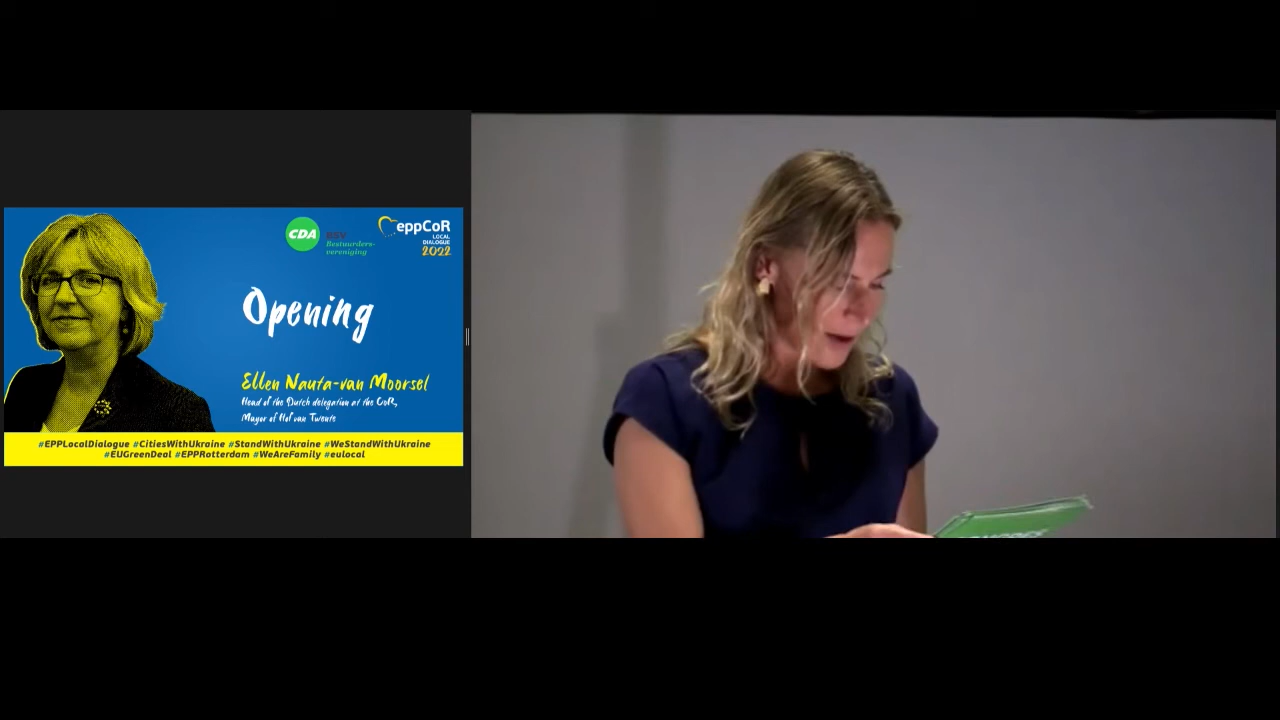 CDA
BSV
Bestuurders-
vereniging
eppCoR
LOCAL
DIALOGUE
2022
Opening
Ellen Nauta-van Moorsel
Head of the Dutch delegation at the CoR,
Mayor of Hof van Twente
#EPPLocalDialogue #CitiesWithUkraine #StandWithUkraine #WeStandWithUkraine
#EUGreenDeal #EPPRotterdam #WeAreFamily #eulocal